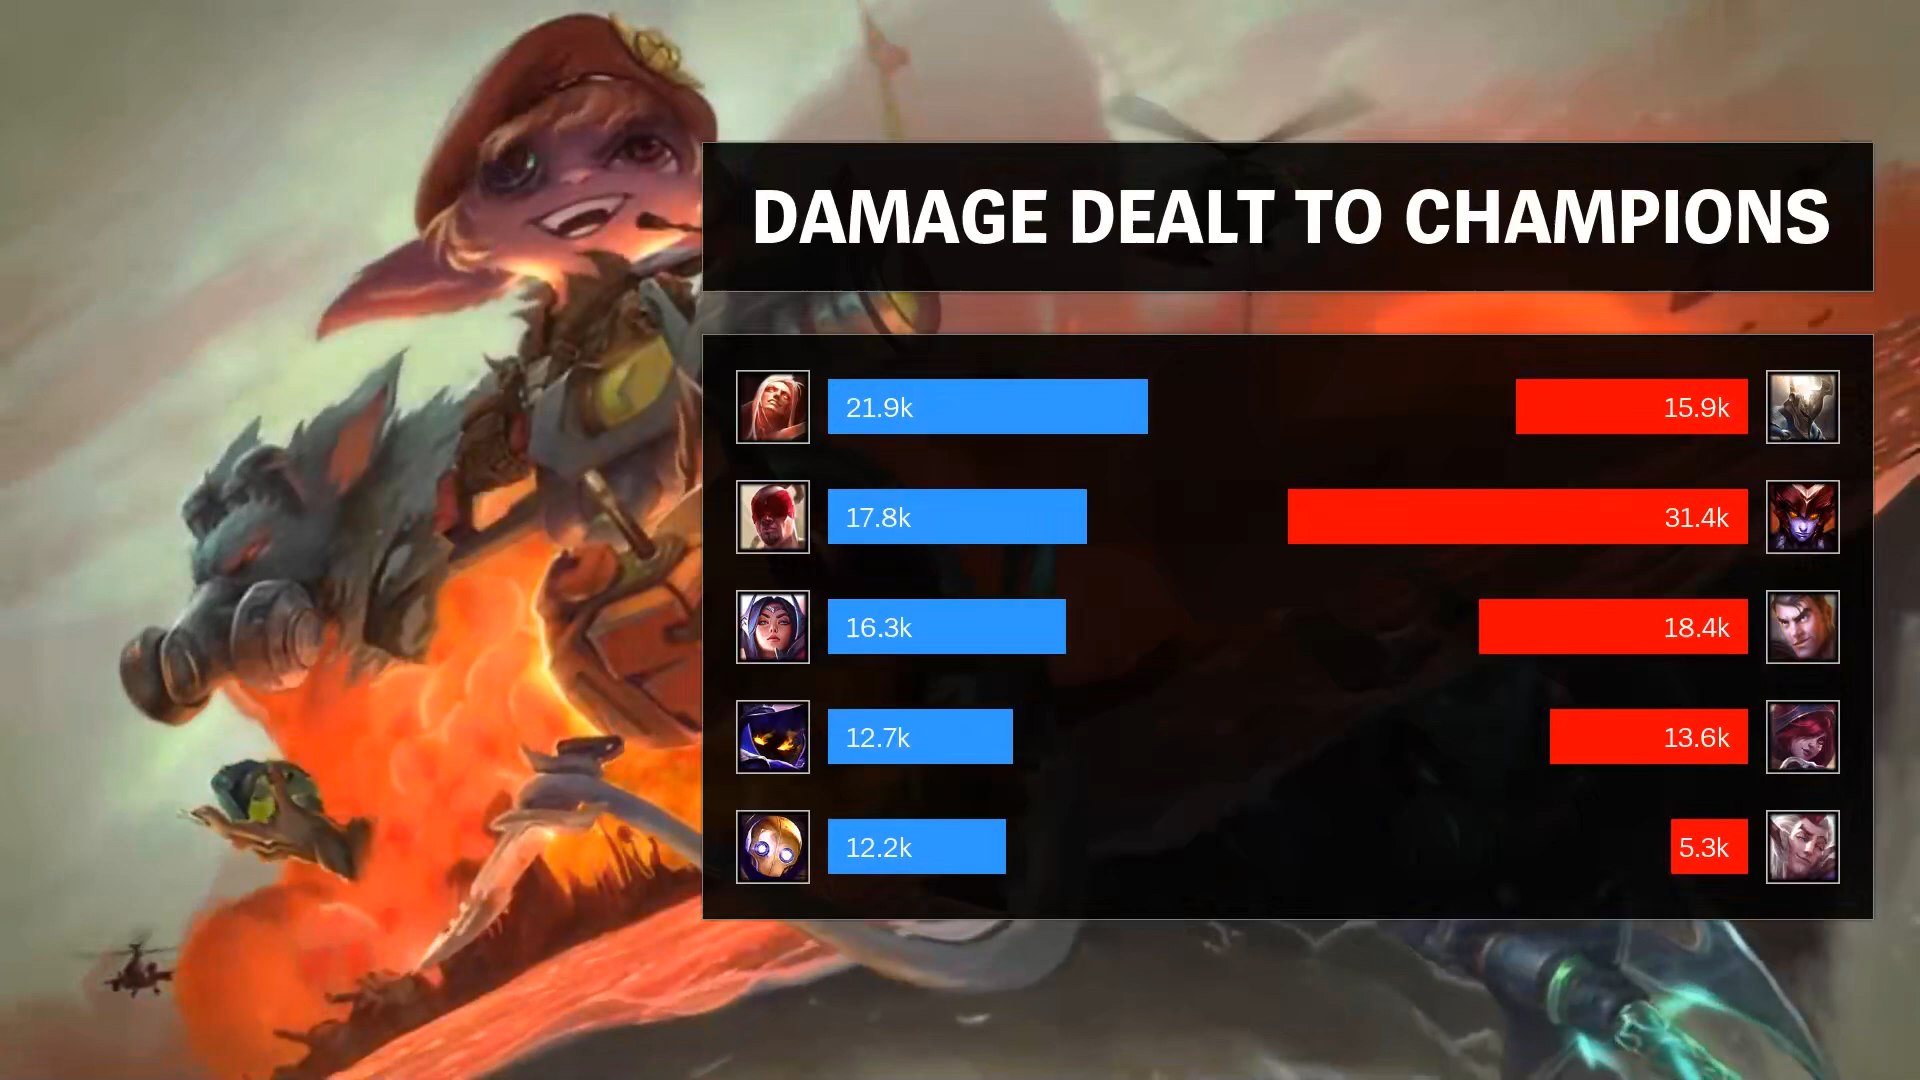 DAMAGE DEALT TO CHAMPIONS
21.9k 15.9k
17.8k 31.4k
16.3k 18.4k
12.7k 13.6k
12.2k 5.3k